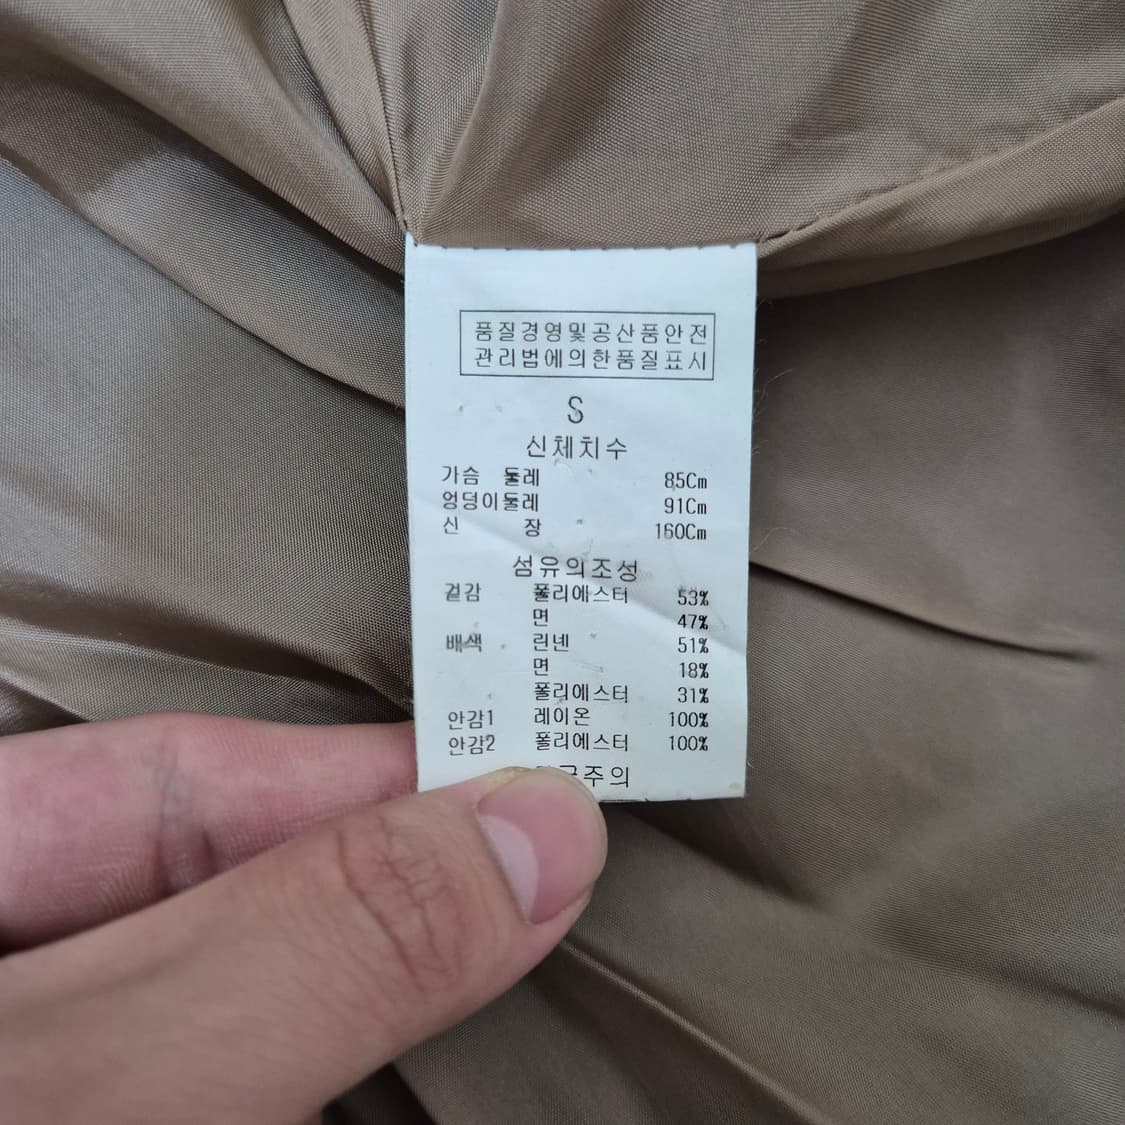 품질경영및공산품안전
관리법에의한품질표시
S
신체치수
가슴 둘레 85Cm
엉덩이둘레 91Cm
신 장 160Cm
섬유의조성
겉감 폴리에스터 53%
면 47%
배색 린넨 51%
면 18%
폴리에스터 31%
안감1 레이온 100%
안감2 폴리에스터 100%
주의